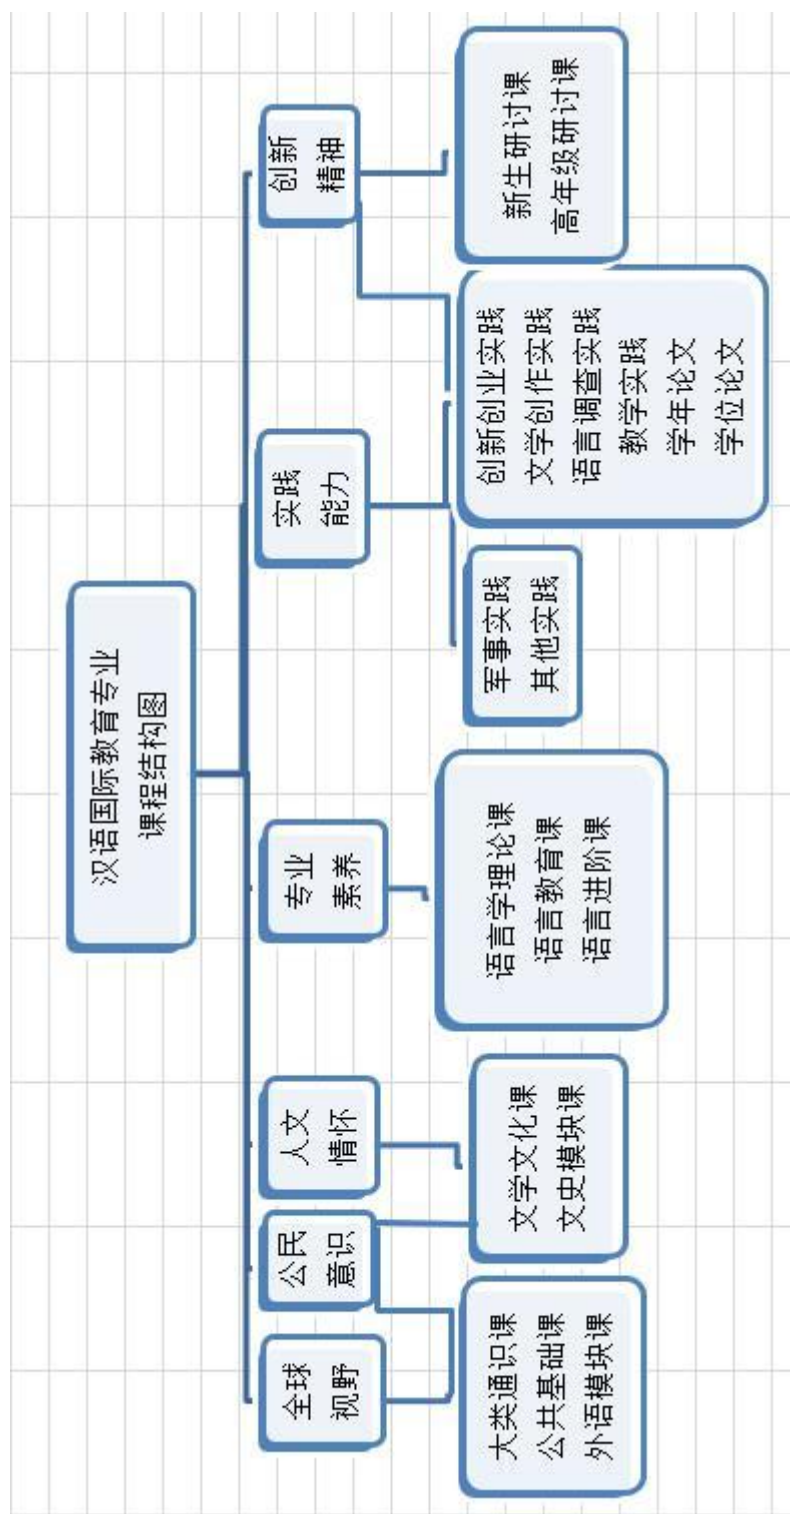 汉语国际教育专业
课程结构图
全球
视野
公民
意识
人文
情怀
专业
素养
实践
能力
创新
精神
大类通识课
公共基础课
外语模块课
文学文化课
文史模块课
语言学理论课
语言教育课
语言进阶课
军事实践
其他实践
创新创业实践
文学创作实践
语言调查实践
教学实践
学年论文
学位论文
新生研讨课
高年级研讨课